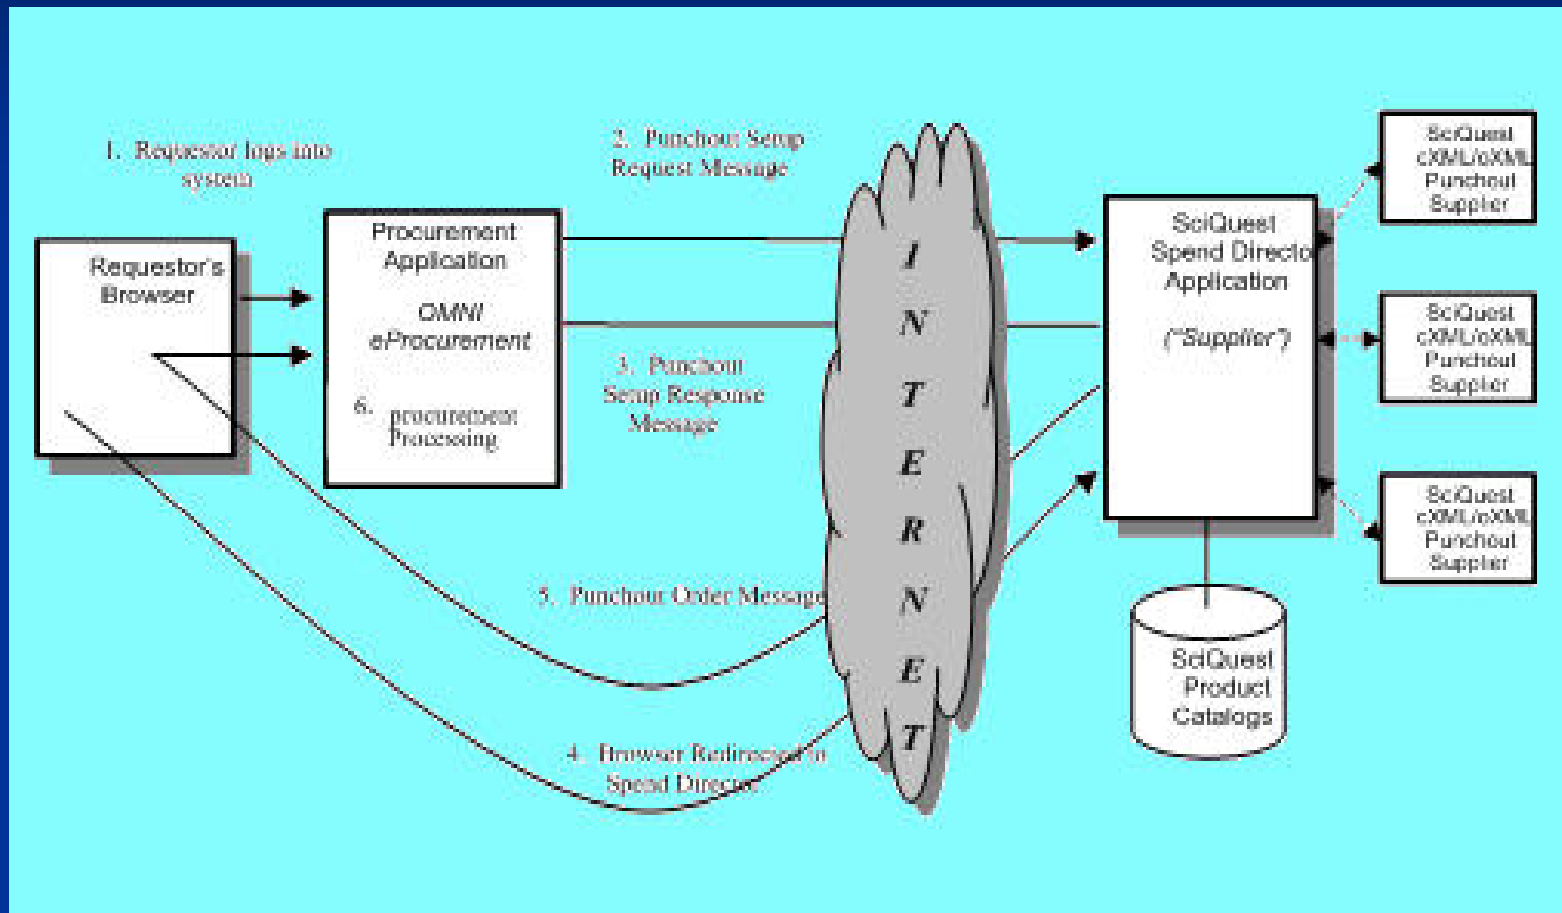 1. Requestor logs into
system
2. Punchout Setup
Request Message
Requestor's
Browser
Procurement
Application
OMNI
eProcurement
6. procurement
Processing
3. Punchout
Setup Response
Message
5. Punchout Order Message
4. Browser Redirected to
Spend Director
I
N
T
E
R
N
E
T
SciQuest
Spend Directo
Application
("Supplier")
SciQuest
Product
Catalogs
SciQuest
cXML/oXML
Punchout
Supplier
SciQuest
cXML/oXML
Punchout
Supplier
SciQuest
cXML/oXML
Punchout
Supplier